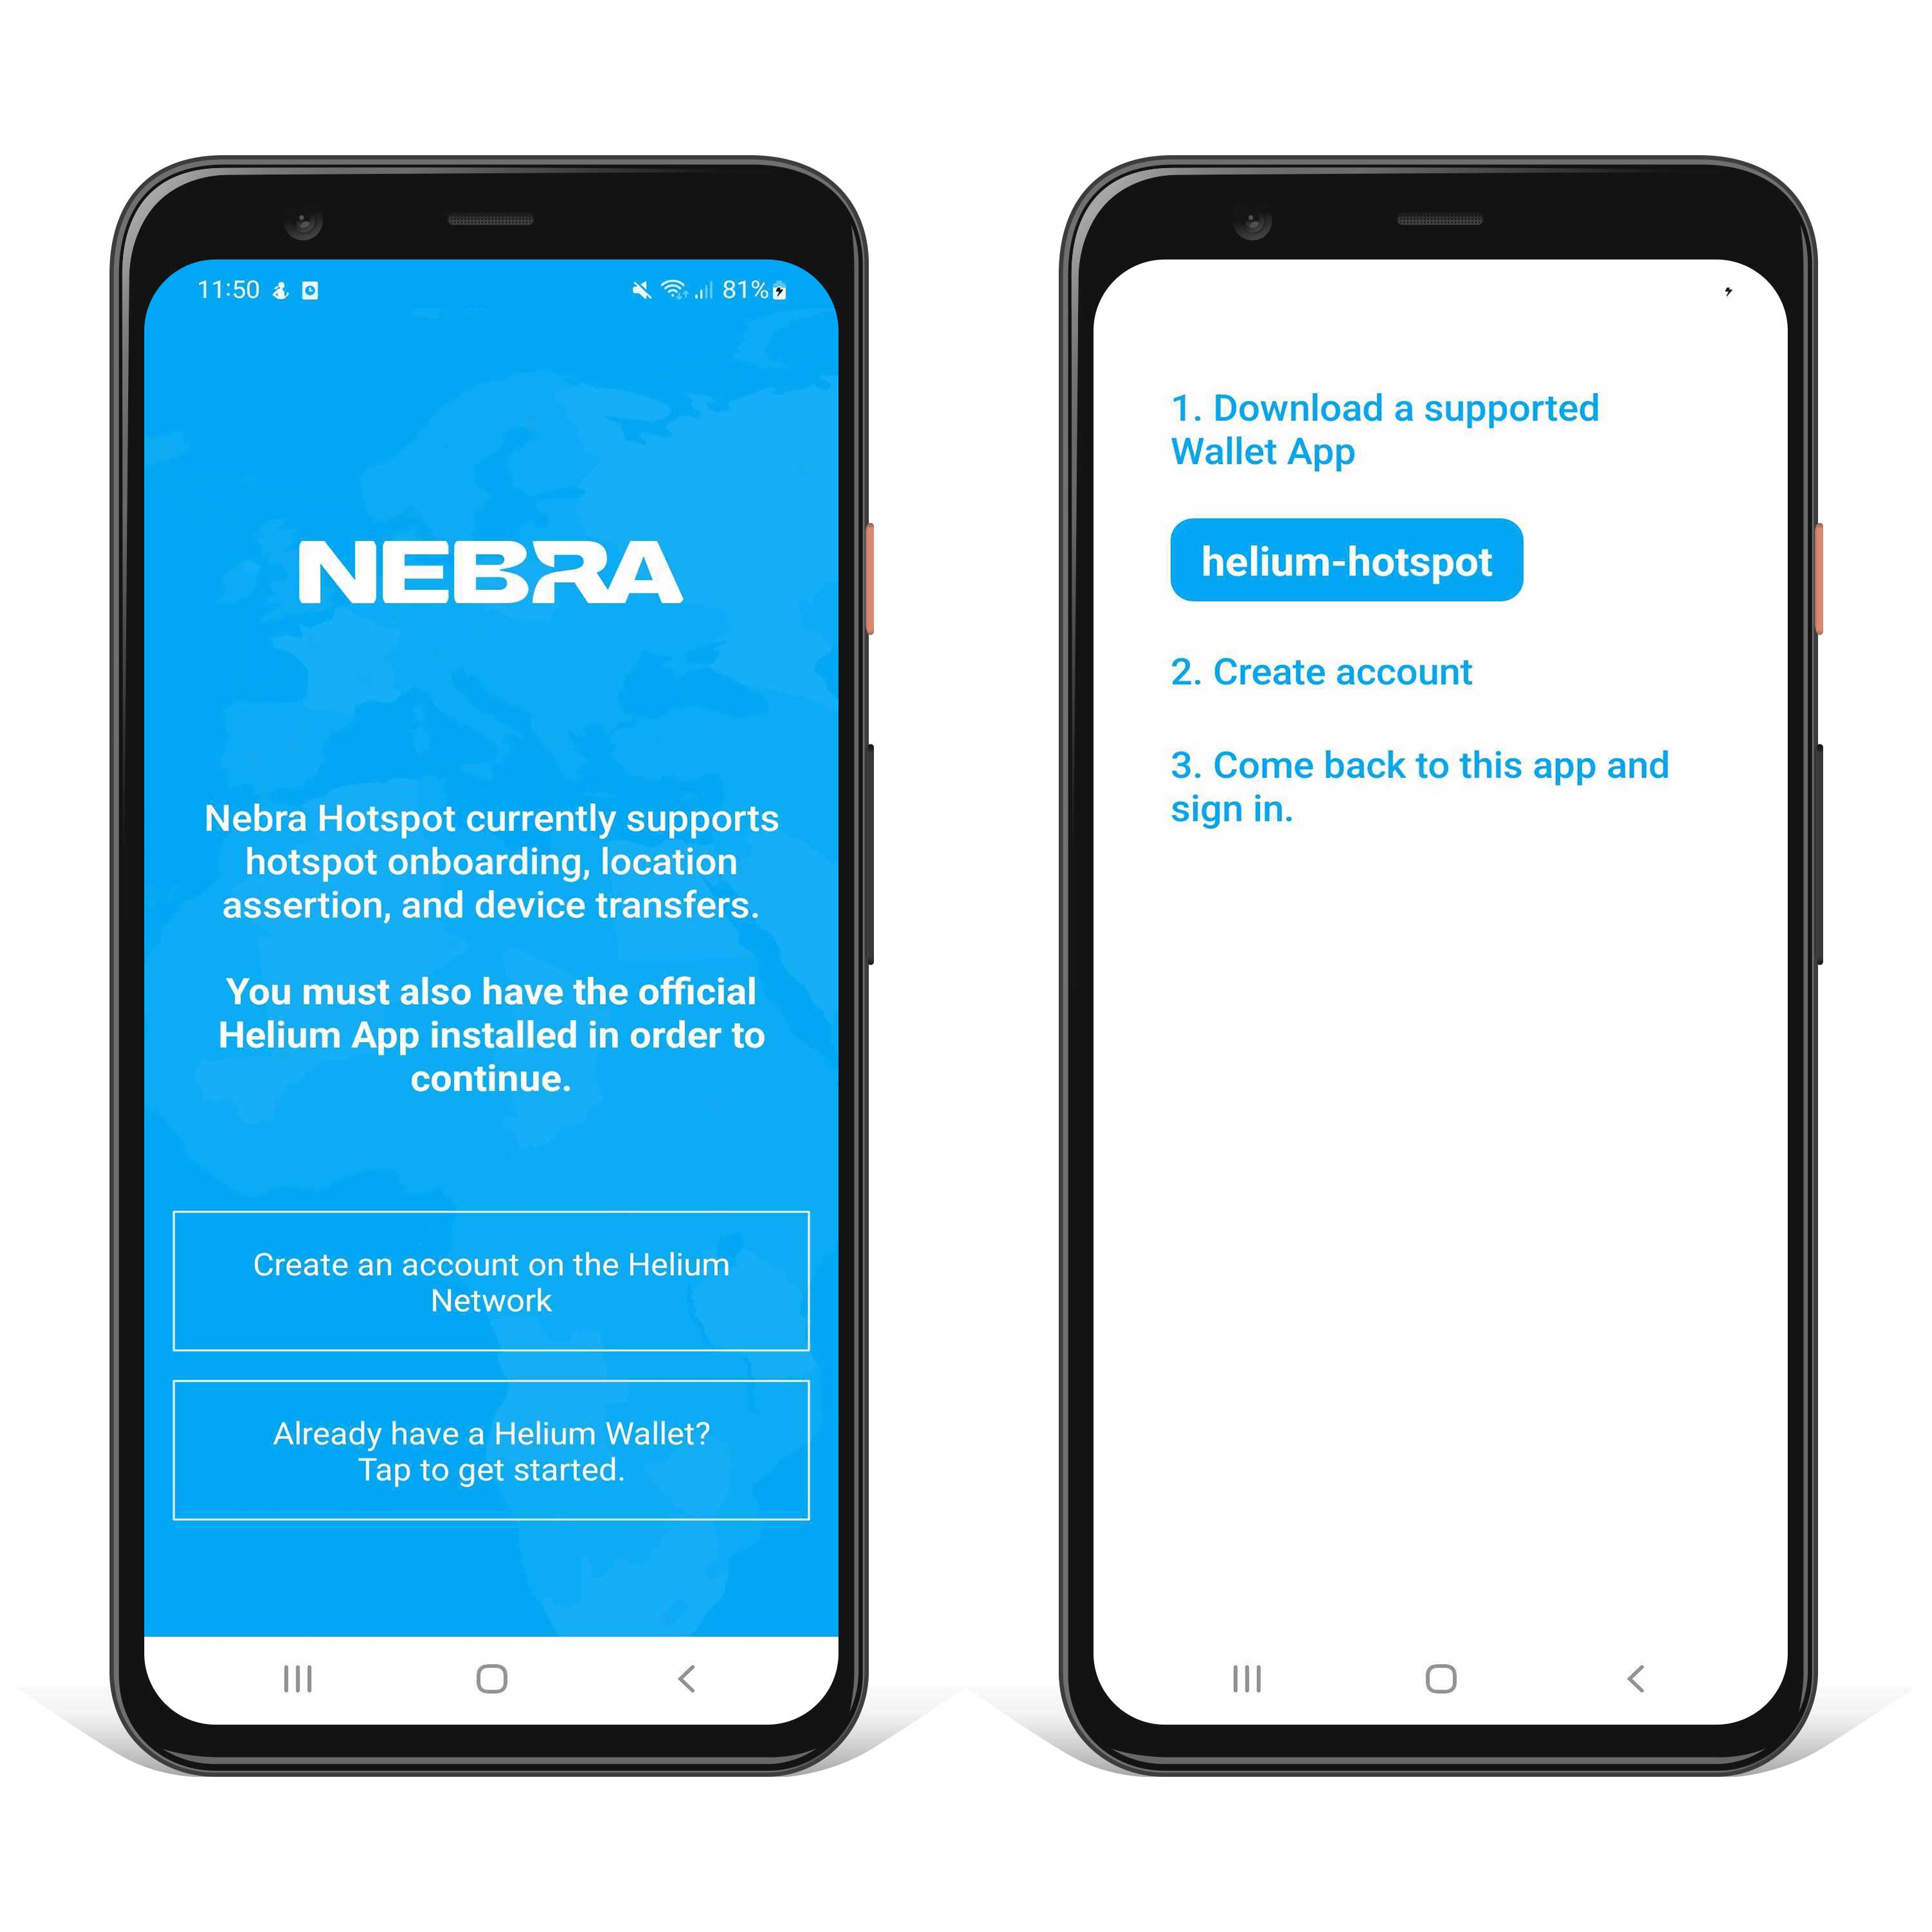 11:50
81%
NEBRA
Nebra Hotspot currently supports
hotspot onboarding, location
assertion, and device transfers.
You must also have the official
Helium App installed in order to
continue.
Create an account on the Helium
Network
Already have a Helium Wallet?
Tap to get started.
1. Download a supported
Wallet App
helium-hotspot
2. Create account
3. Come back to this app and
sign in.